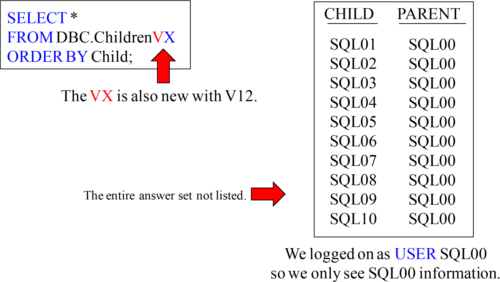 SELECT *
FROM DBC.ChildrenVX
ORDER BY Child;
The VX is also new with V12.
CHILD PARENT
SQL01 SQL00
SQL02 SQL00
SQL03 SQL00
SQL04 SQL00
SQL05 SQL00
SQL06 SQL00
SQL07 SQL00
SQL08 SQL00
SQL09 SQL00
SQL10 SQL00
The entire answer set not listed.
We logged on as USER SQL00
so we only see SQL00 information.